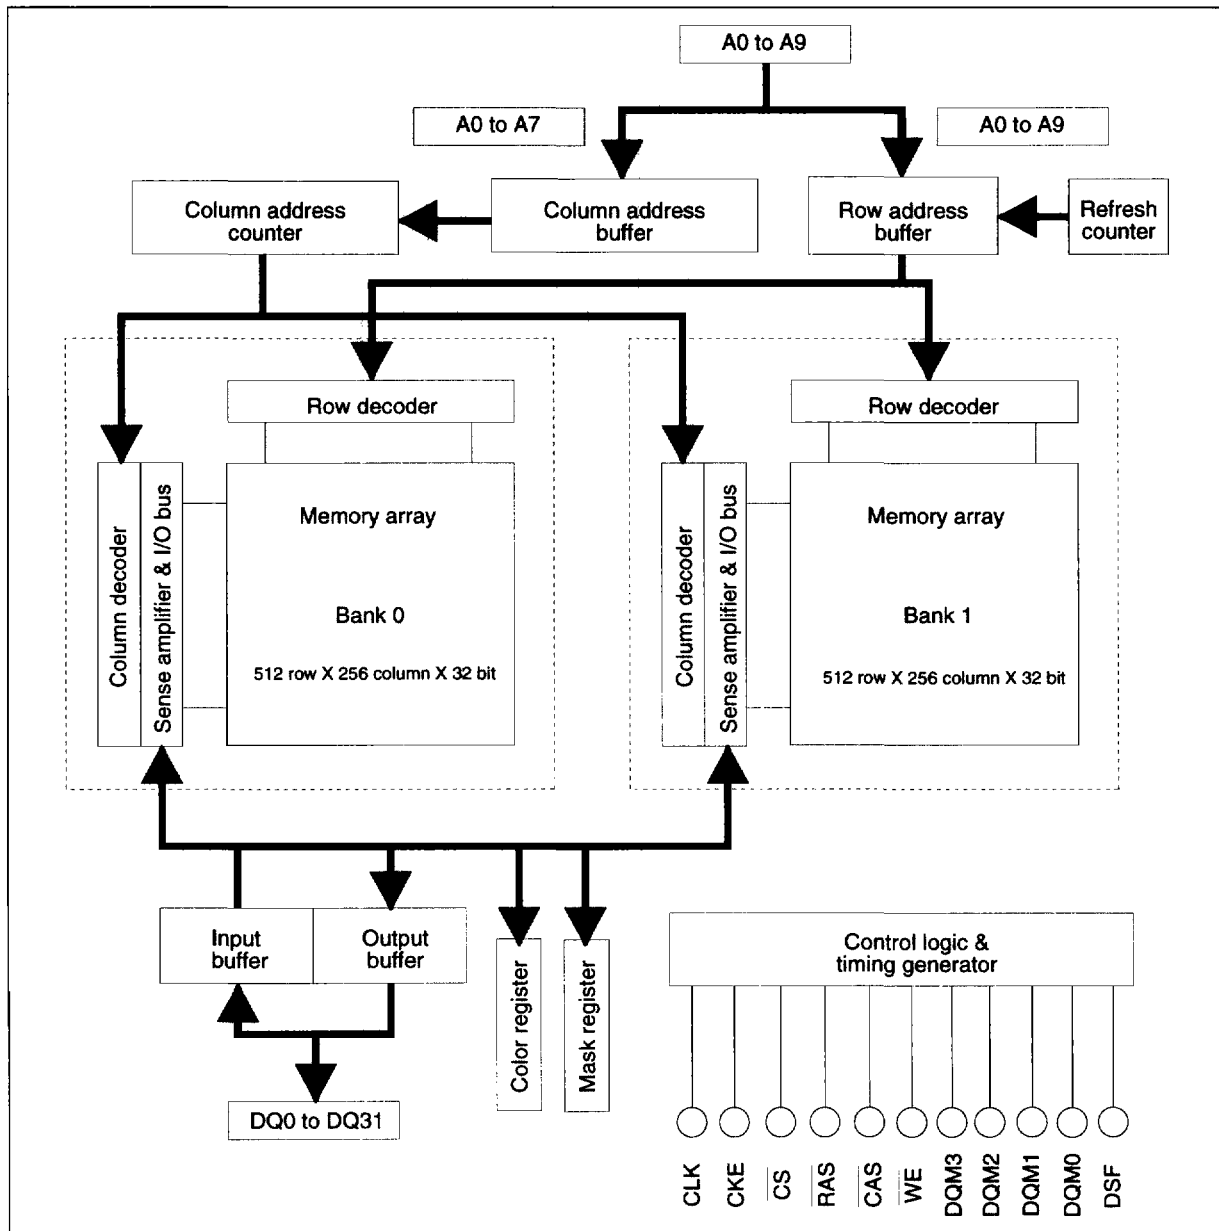 A0 to A9
A0 to A7
A0 to A9
Column address
counter
Column address
buffer
Row address
buffer
Refresh
counter
Row decoder
Row decoder
Column decoder
Sense amplifier & I/O bus
Memory array
Bank 0
512 row X 256 column X 32 bit
Column decoder
Sense amplifier & I/O bus
Memory array
Bank 1
512 row X 256 column X 32 bit
Input
buffer
Output
buffer
Color register
Mask register
Control logic &
timing generator
DQ0 to DQ31
CLK
CKE
C̅S̅
R̅A̅S̅
C̅A̅S̅
W̅E̅
DQM3
DQM2
DQM1
DQM0
DSF